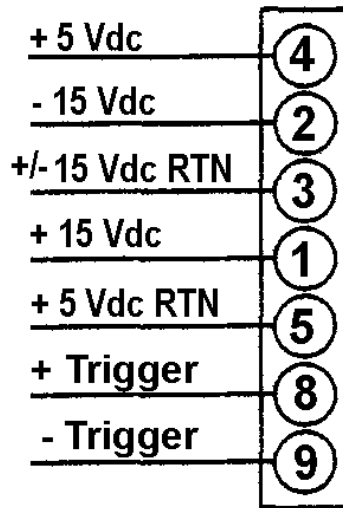 + 5 Vdc 4
- 15 Vdc 2
+/- 15 Vdc RTN 3
+ 15 Vdc 1
+ 5 Vdc RTN 5
+ Trigger 8
- Trigger 9